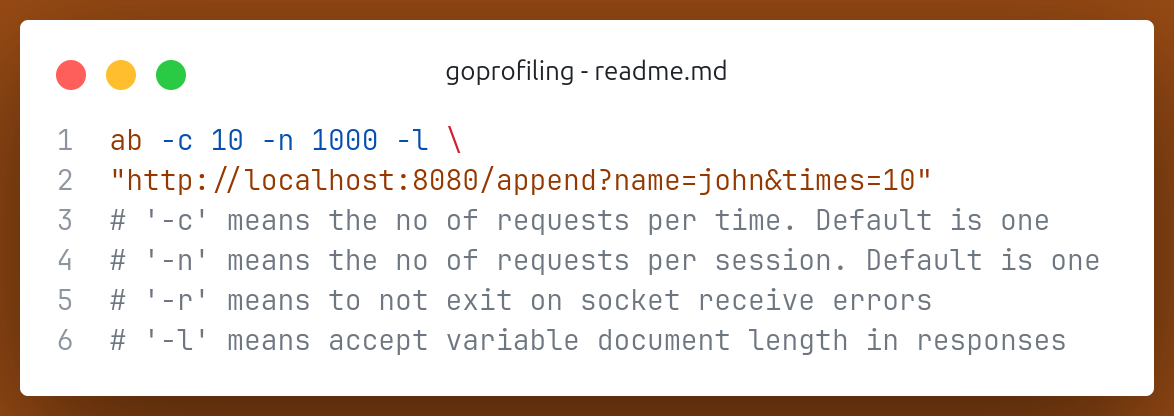 goprofiling - readme.md
1 ab -c 10 -n 1000 -l \
2 "http://localhost:8080/append?name=john&times=10"
3 # '-c' means the no of requests per time. Default is one
4 # '-n' means the no of requests per session. Default is one
5 # '-r' means to not exit on socket receive errors
6 # '-l' means accept variable document length in responses